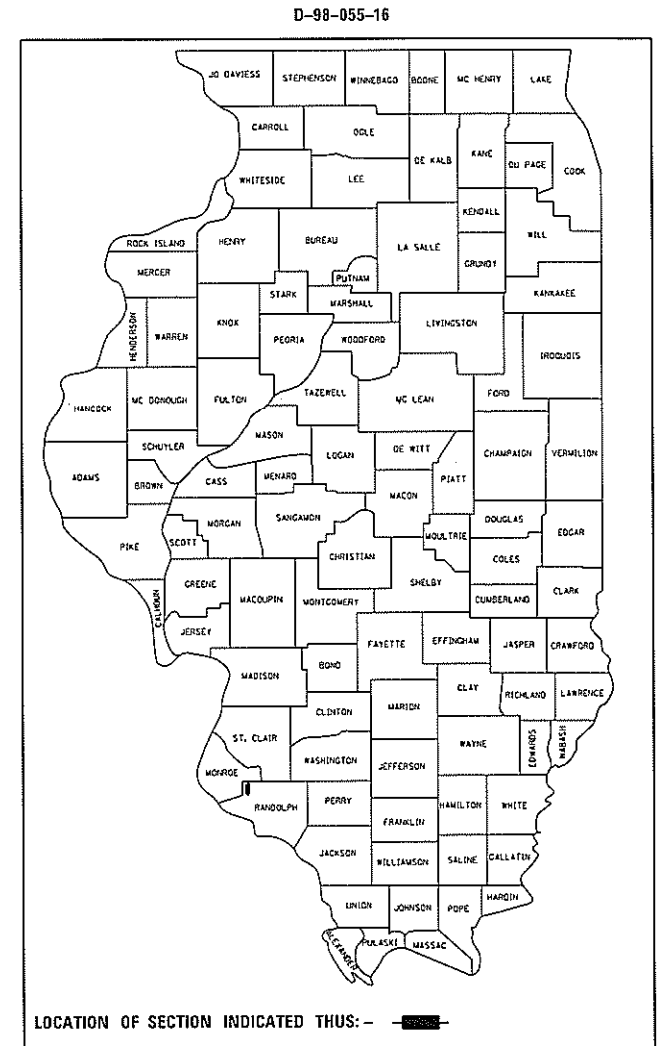 D-98-055-16
JO DAVIESS STEPHENSON WINNEBAGO BOONE MC HENRY LAKE
CARROLL OGLE DE KALB KANE DU PAGE COOK
WHITESIDE LEE
KENDALL WILL
ROCK ISLAND HENRY BUREAU LA SALLE GRUNDY
MERCER PUTNAM
STARK MARSHALL KANKAKEE
HENDERSON WARREN KNOX PEORIA WOODFORD LIVINGSTON IROQUOIS
HANCOCK MC DONOUGH FULTON TAZEWELL MC LEAN FORD
MASON
SCHUYLER LOGAN DE WITT CHAMPAIGN VERMILION
ADAMS BROWN CASS MENARD MACON PIATT
PIKE SCOTT MORGAN SANGAMON MOULTRIE DOUGLAS EDGAR
CHRISTIAN COLES
SHELBY
CALHOUN GREENE MACOUPIN MONTGOMERY CUMBERLAND CLARK
JERSEY FAYETTE EFFINGHAM JASPER CRAWFORD
MADISON BOND
CLAY RICHLAND LAWRENCE
CLINTON MARION
ST. CLAIR WAYNE EDWARDS WABASH
MONROE WASHINGTON JEFFERSON
RANDOLPH PERRY HAMILTON WHITE
FRANKLIN
JACKSON WILLIAMSON SALINE GALLATIN
UNION JOHNSON POPE HARDIN
ALEXANDER PULASKI MASSAC
LOCATION OF SECTION INDICATED THUS: –